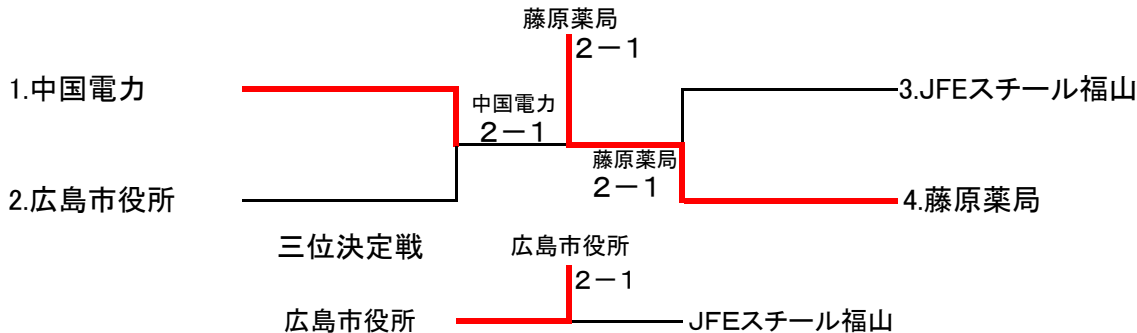 藤原薬局
2-1
1.中国電力
中国電力
2-1
3.JFEスチール福山
藤原薬局
2-1
2.広島市役所
4.藤原薬局
三位決定戦
広島市役所
2-1
広島市役所
JFEスチール福山